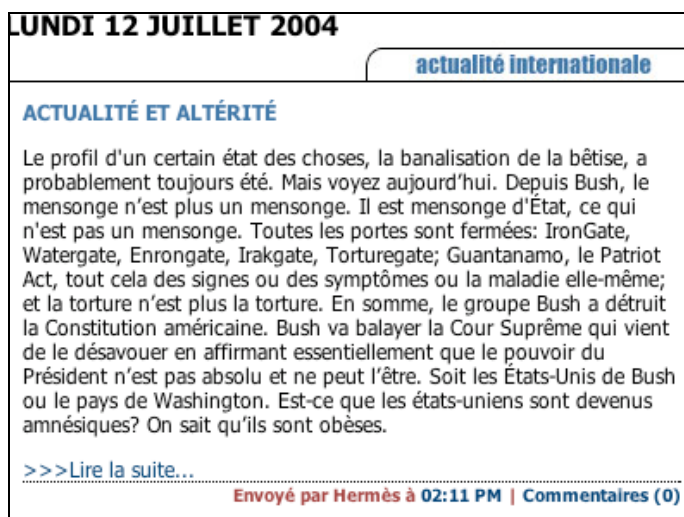 LUNDI 12 JUILLET 2004
actualité internationale
ACTUALITÉ ET ALTÉRITÉ
Le profil d'un certain état des choses, la banalisation de la bêtise, a
probablement toujours été. Mais voyez aujourd’hui. Depuis Bush, le
mensonge n’est plus un mensonge. Il est mensonge d'État, ce qui
n'est pas un mensonge. Toutes les portes sont fermées: IronGate,
Watergate, Enrongate, Irakgate, Torturegate; Guantanamo, le Patriot
Act, tout cela des signes ou des symptômes ou la maladie elle-même;
et la torture n’est plus la torture. En somme, le groupe Bush a détruit
la Constitution américaine. Bush va balayer la Cour Suprême qui vient
de le désavouer en affirmant essentiellement que le pouvoir du
Président n’est pas absolu et ne peut l’être. Soit les États-Unis de Bush
ou le pays de Washington. Est-ce que les états-uniens sont devenus
amnésiques? On sait qu’ils sont obèses.
>>>Lire la suite...
Envoyé par Hermès à 02:11 PM | Commentaires (0)